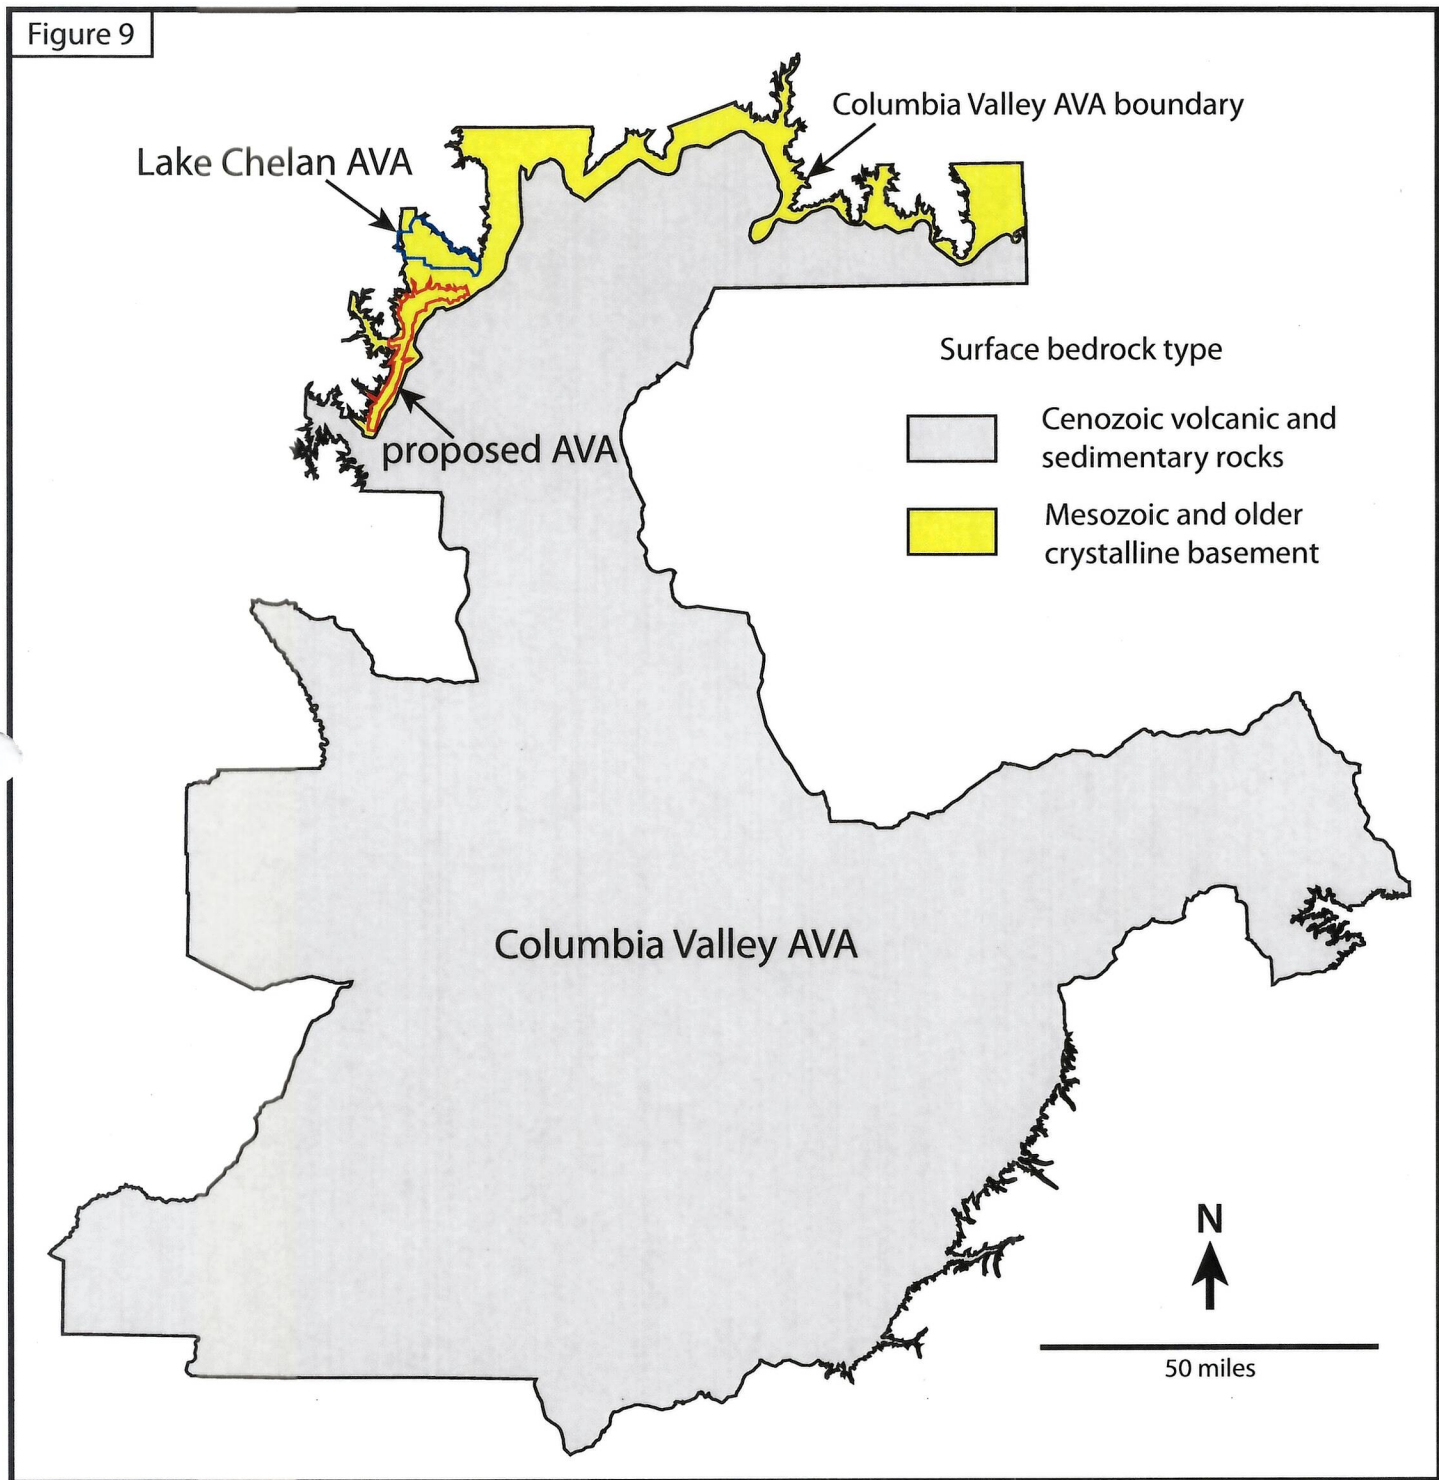 Figure 9
Columbia Valley AVA boundary
Lake Chelan AVA
Surface bedrock type
Cenozoic volcanic and
sedimentary rocks
proposed AVA
Mesozoic and older
crystalline basement
Columbia Valley AVA
N
50 miles